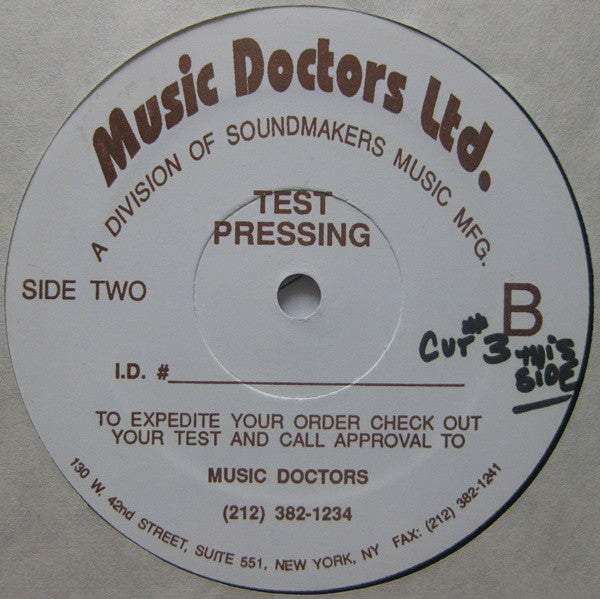 Music Doctors Ltd.
A DIVISION OF SOUNDMAKERS MUSIC MFG.
TEST
PRESSING
SIDE TWO
B
CUT # 3 THIS
SIDE
I.D. #
TO EXPEDITE YOUR ORDER CHECK OUT
YOUR TEST AND CALL APPROVAL TO
MUSIC DOCTORS
(212) 382-1234
130 W. 42nd STREET, SUITE 551, NEW YORK, NY FAX: (212) 382-1241